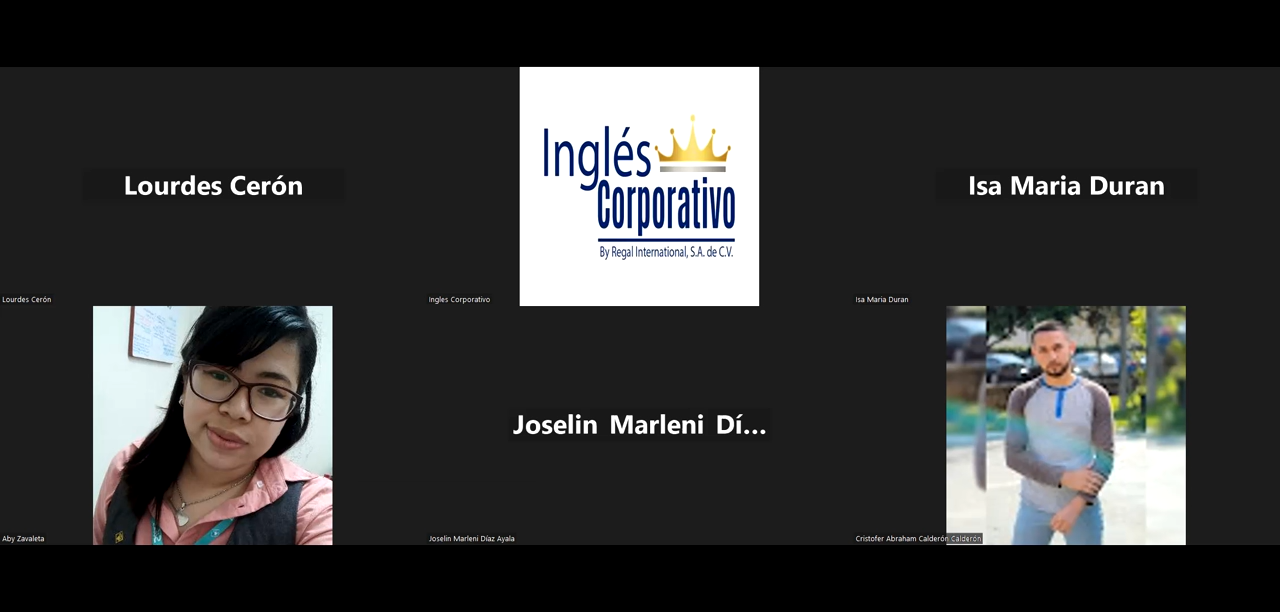 Lourdes Cerón
Inglés
Corporativo
By Regal International, S.A. de C.V.
Isa Maria Duran
Lourdes Cerón
Ingles Corporativo
Isa Maria Duran
Joselin Marleni Dí...
Aby Zavaleta
Joselin Marleni Díaz Ayala
Cristofer Abraham Calderón Calderón